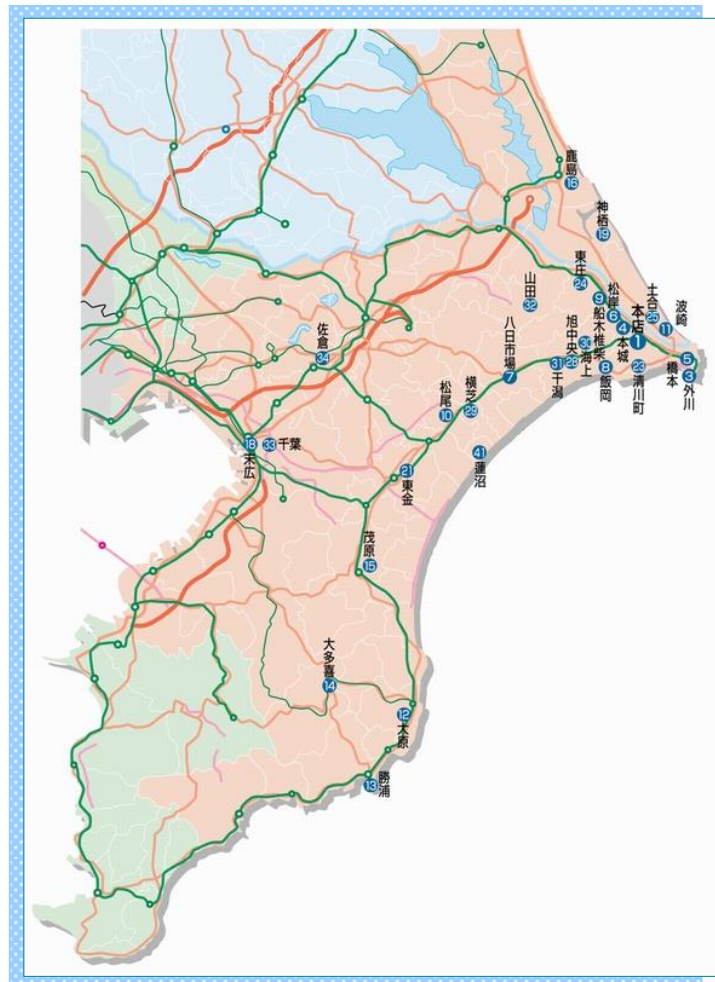 鹿島
16
神栖
19
東庄
24
山田
32
松岸
9
船木椎柴
6
4
本城
土合
25
波崎
11
本店
1
橋本
5
3
外川
23
清川町
8
飯岡
30
海上
旭中央
28
31
干潟
八日市場
7
横芝
29
松尾
10
佐倉
34
18
末広
33
千葉
41
蓮沼
21
東金
茂原
15
大多喜
14
12
大原
13
勝浦